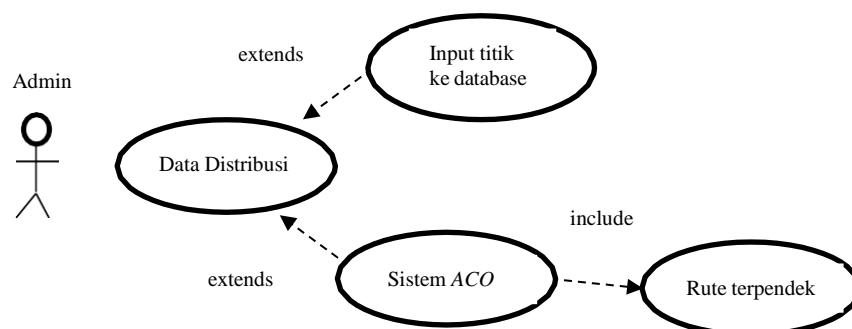 extends
Input titik
ke database
Admin
Data Distribusi
include
extends
Sistem ACO
Rute terpendek